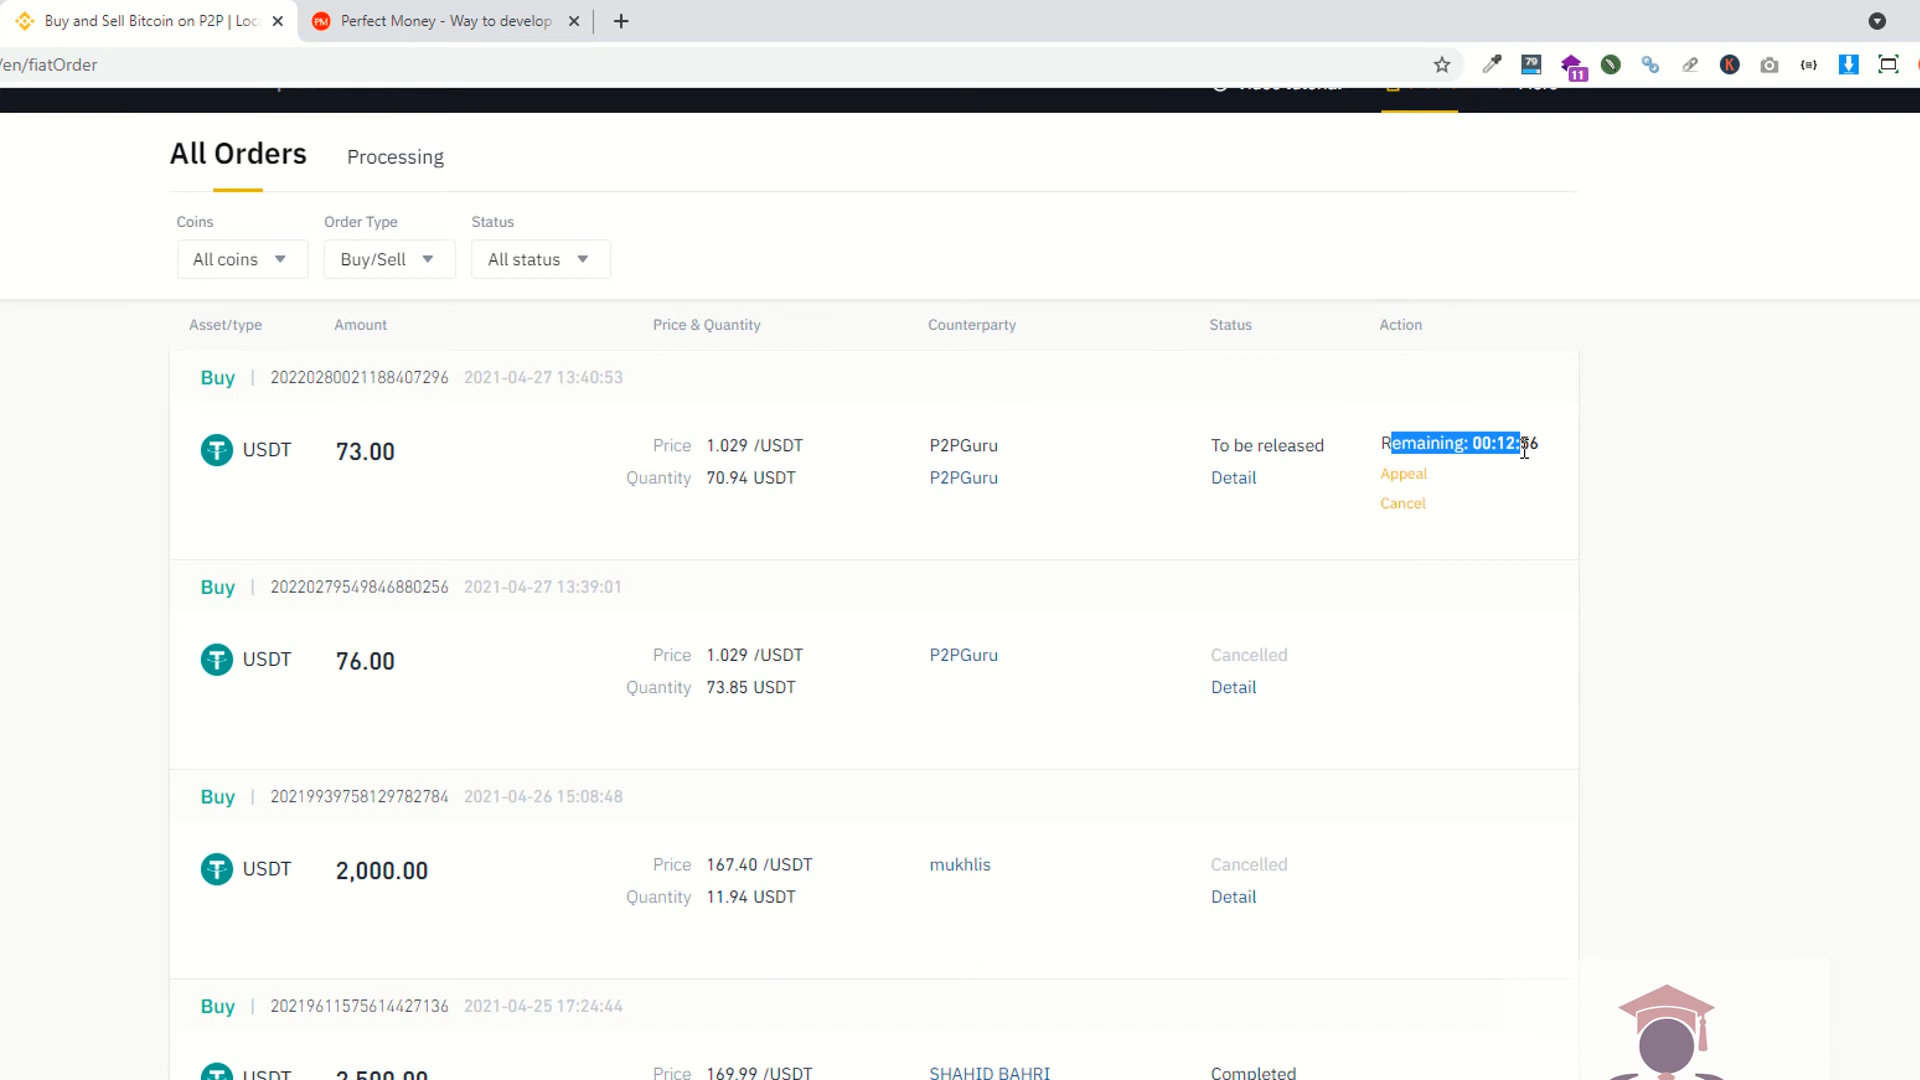 Buy and Sell Bitcoin on P2P | Loc
PM Perfect Money - Way to develop
/en/fiatOrder
79
11
K
All Orders
Processing
Coins
Order Type
Status
All coins
Buy/Sell
All status
Asset/type
Amount
Price & Quantity
Counterparty
Status
Action
Buy | 20220280021188407296 2021-04-27 13:40:53
USDT
73.00
Price 1.029 /USDT
Quantity 70.94 USDT
P2PGuru
P2PGuru
To be released
Detail
Remaining: 00:12:56
Appeal
Cancel
Buy | 20220279549846880256 2021-04-27 13:39:01
USDT
76.00
Price 1.029 /USDT
Quantity 73.85 USDT
P2PGuru
Cancelled
Detail
Buy | 20219939758129782784 2021-04-26 15:08:48
USDT
2,000.00
Price 167.40 /USDT
Quantity 11.94 USDT
mukhlis
Cancelled
Detail
Buy | 20219611575614427136 2021-04-25 17:24:44
USDT
2,500.00
Price 169.99 /USDT
SHAHID BAHRI
Completed